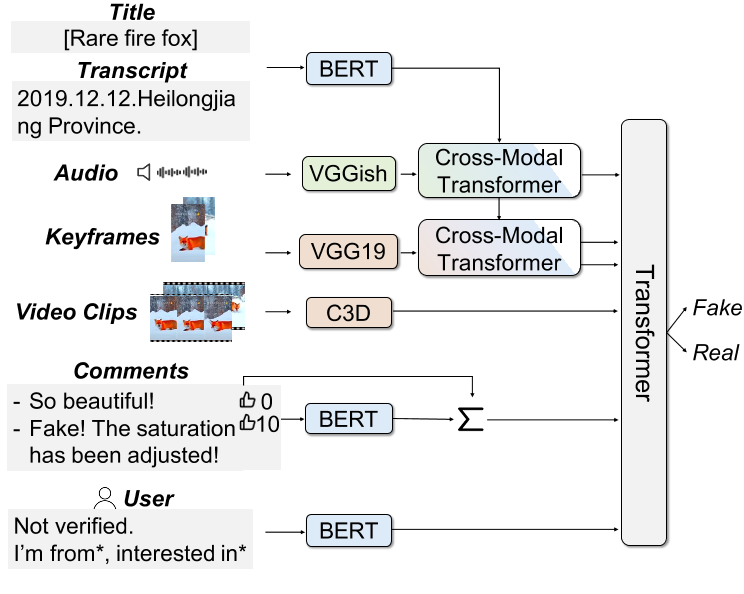 Title
[Rare fire fox]
Transcript
2019.12.12.Heilongjia
ng Province.
BERT
Audio
VGGish
Cross-Modal
Transformer
Keyframes
VGG19
Cross-Modal
Transformer
Video Clips
C3D
Transformer
Fake
Real
Comments
- So beautiful!
0
- Fake! The saturation
10
has been adjusted!
BERT
Σ
User
Not verified.
I'm from*, interested in*
BERT